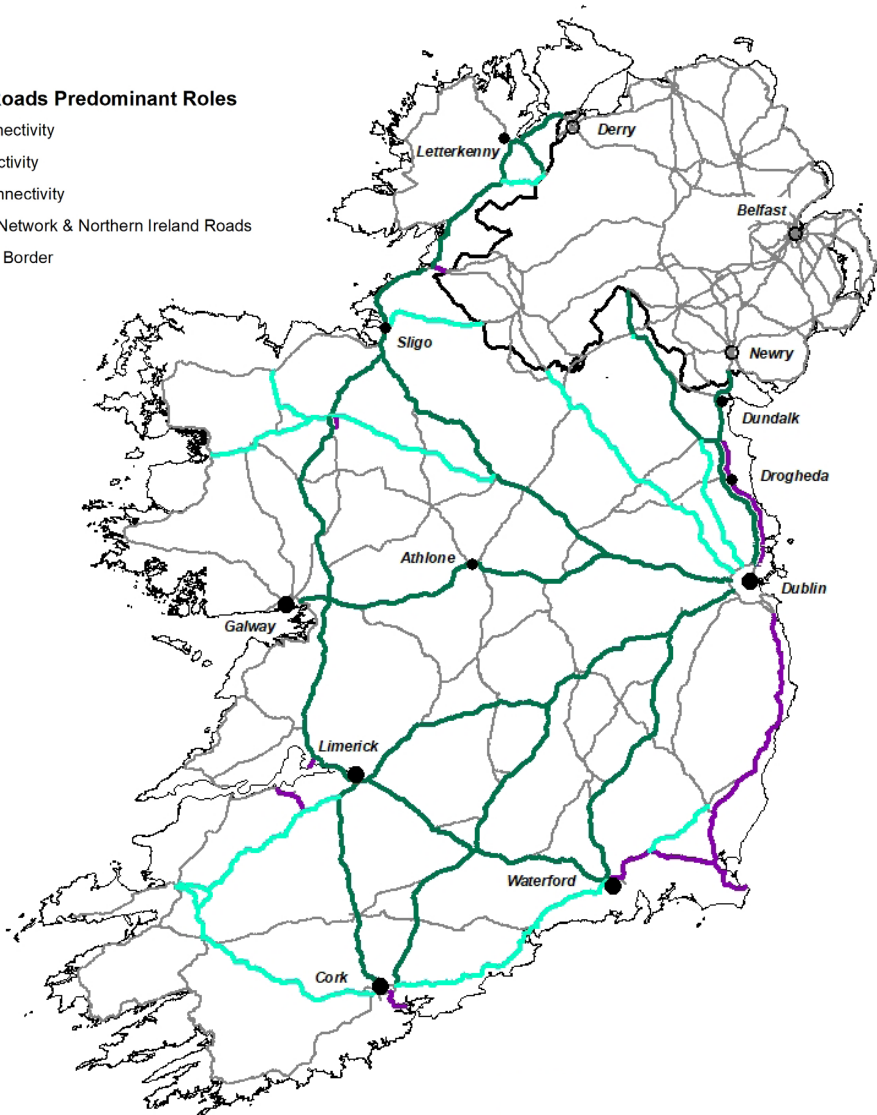 oads Predominant Roles
nectivity
ctivity
nnectivity
Network & Northern Ireland Roads
Border
Derry
Letterkenny
Belfast
Sligo
Newry
Dundalk
Drogheda
Athlone
Dublin
Galway
Limerick
Waterford
Cork